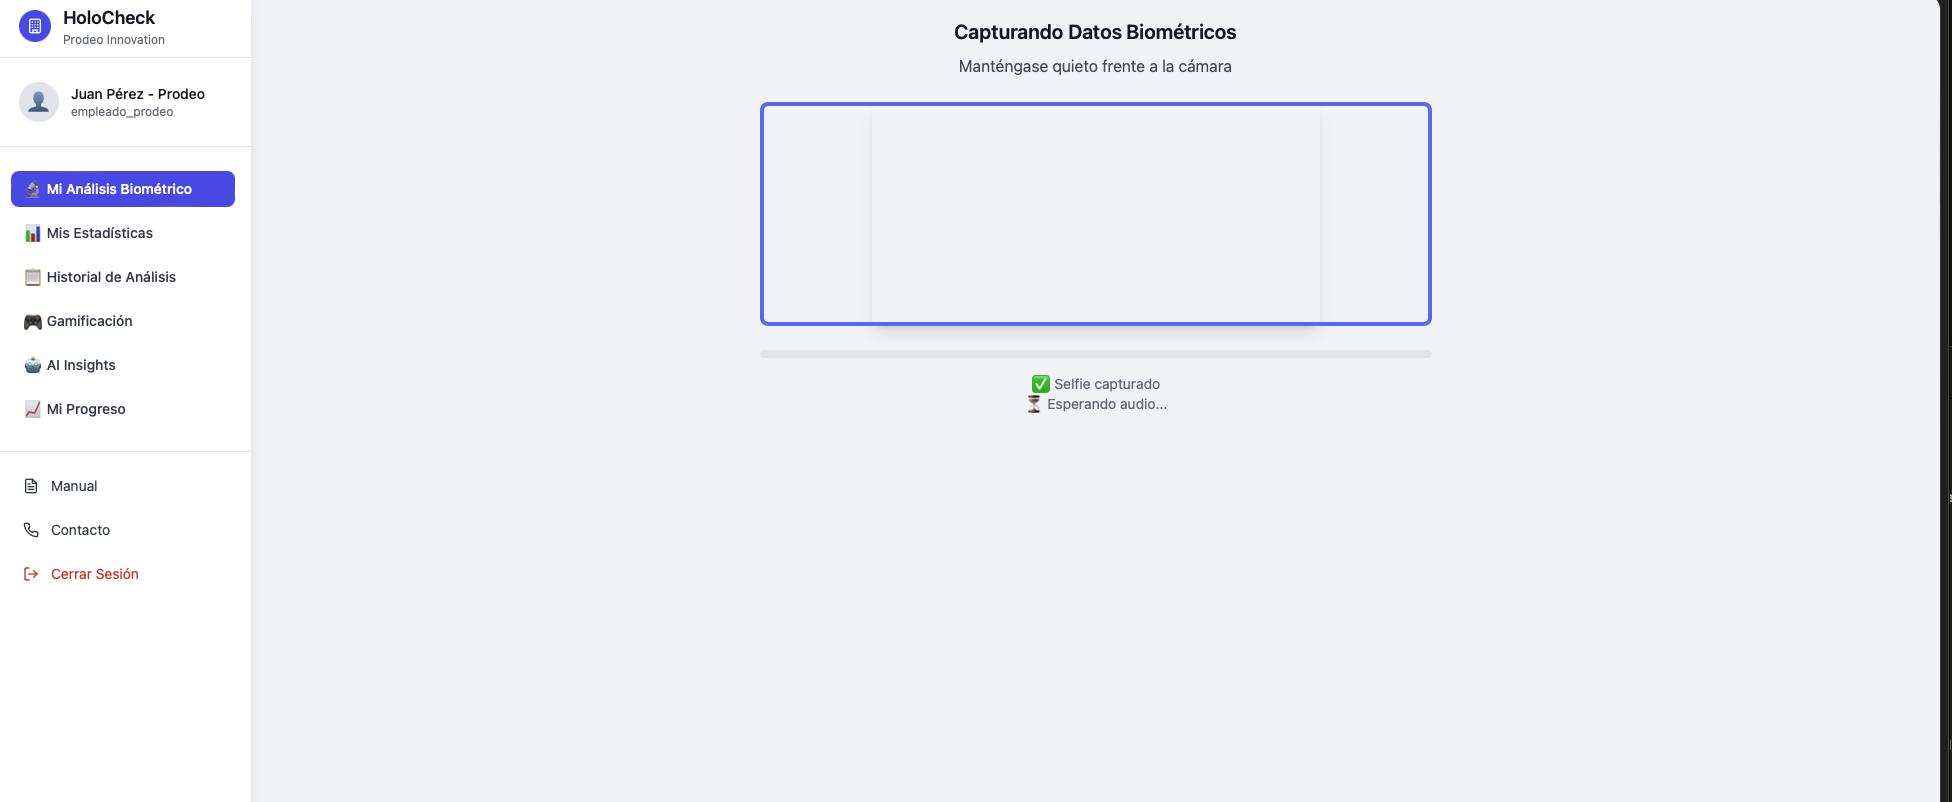 HoloCheck
Prodeo Innovation
Juan Pérez - Prodeo
empleado_prodeo
Mi Análisis Biométrico
Mis Estadísticas
Historial de Análisis
Gamificación
AI Insights
Mi Progreso
Manual
Contacto
Cerrar Sesión
Capturando Datos Biométricos
Manténgase quieto frente a la cámara
Selfie capturado
Esperando audio...